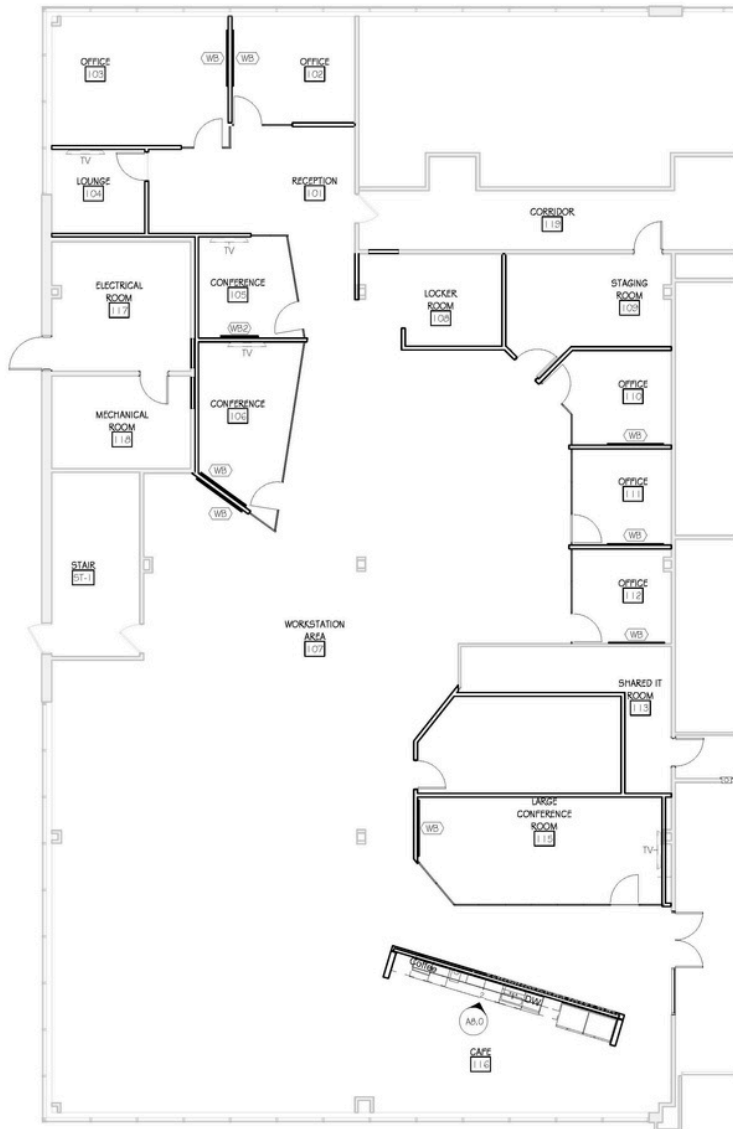 OFFICE
103
WB
WB
OFFICE
102
TV
LOUNGE
104
RECEPTION
101
CORRIDOR
119
TV
CONFERENCE
105
WB2
ELECTRICAL
ROOM
117
LOCKER
ROOM
108
STAGING
ROOM
109
TV
CONFERENCE
106
MECHANICAL
ROOM
118
OFFICE
110
WB
WB
WB
OFFICE
111
WB
STAIR
ST-1
OFFICE
112
WB
WORKSTATION
AREA
107
SHARED IT
ROOM
113
LARGE
CONFERENCE
ROOM
115
WB
TV
Coffee
DW
A8.0
CAFE
116